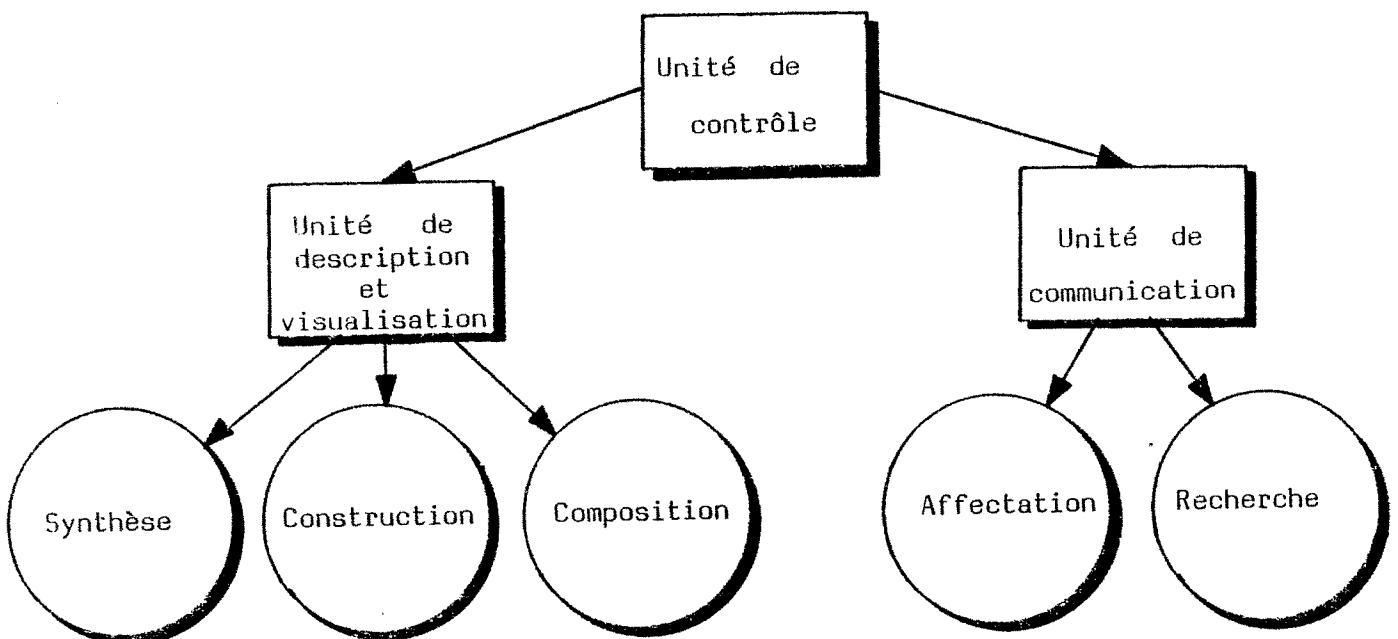 Unité de
contrôle
Unité de
description
et
visualisation
Unité de
communication
Synthèse
Construction
Composition
Affectation
Recherche